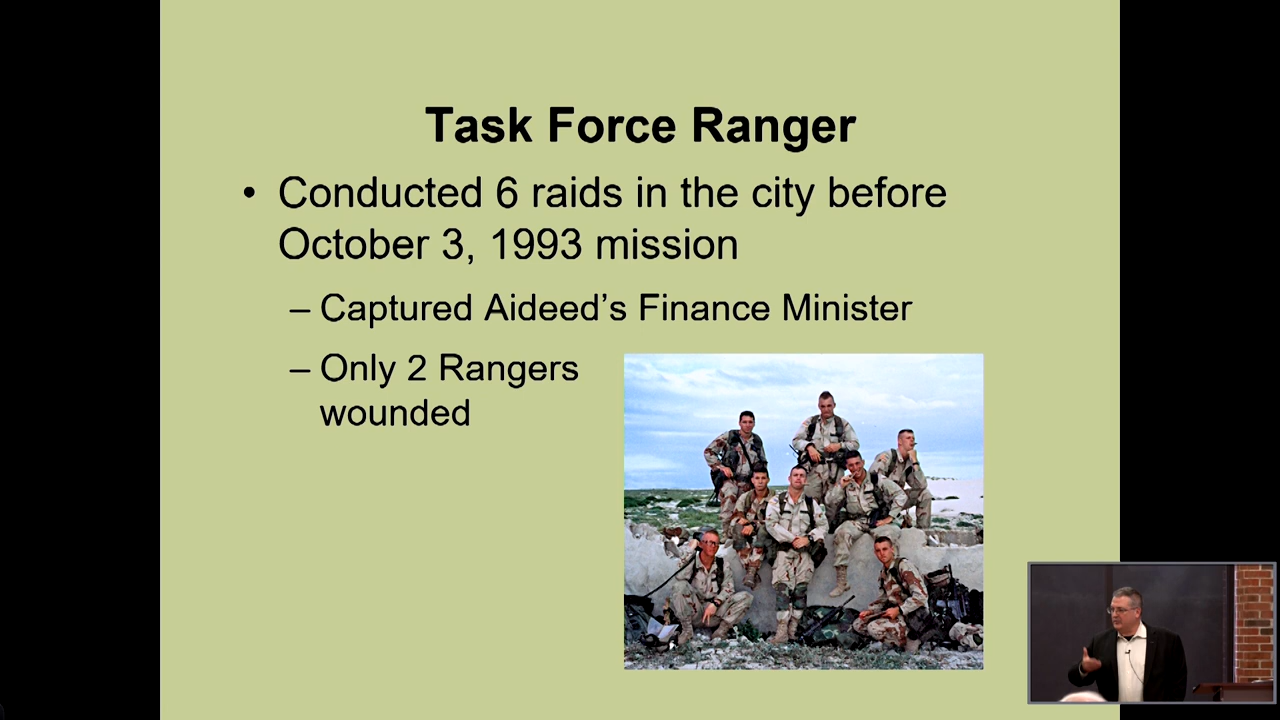 Task Force Ranger
• Conducted 6 raids in the city before
October 3, 1993 mission
– Captured Aideed’s Finance Minister
– Only 2 Rangers
wounded